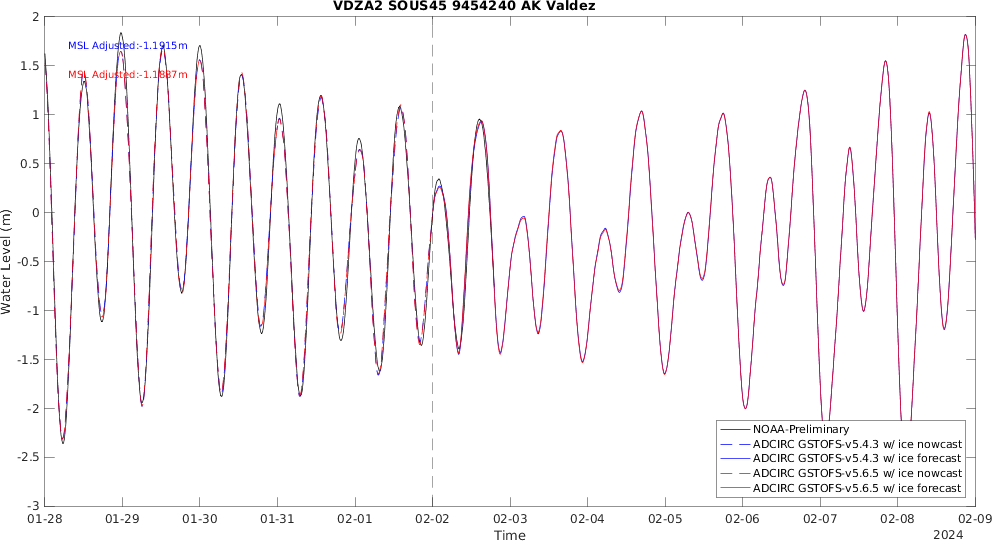 VDZA2 SOUS45 9454240 AK Valdez
MSL Adjusted:-1.1915m
MSL Adjusted:-1.1887m
Water Level (m)
2
1.5
1
0.5
0
-0.5
-1
-1.5
-2
-2.5
-3
NOAA-Preliminary
ADCIRC GSTOFS-v5.4.3 w/ ice nowcast
ADCIRC GSTOFS-v5.4.3 w/ ice forecast
ADCIRC GSTOFS-v5.6.5 w/ ice nowcast
ADCIRC GSTOFS-v5.6.5 w/ ice forecast
01-28 01-29 01-30 01-31 02-01 02-02 02-03 02-04 02-05 02-06 02-07 02-08 02-09
Time
2024